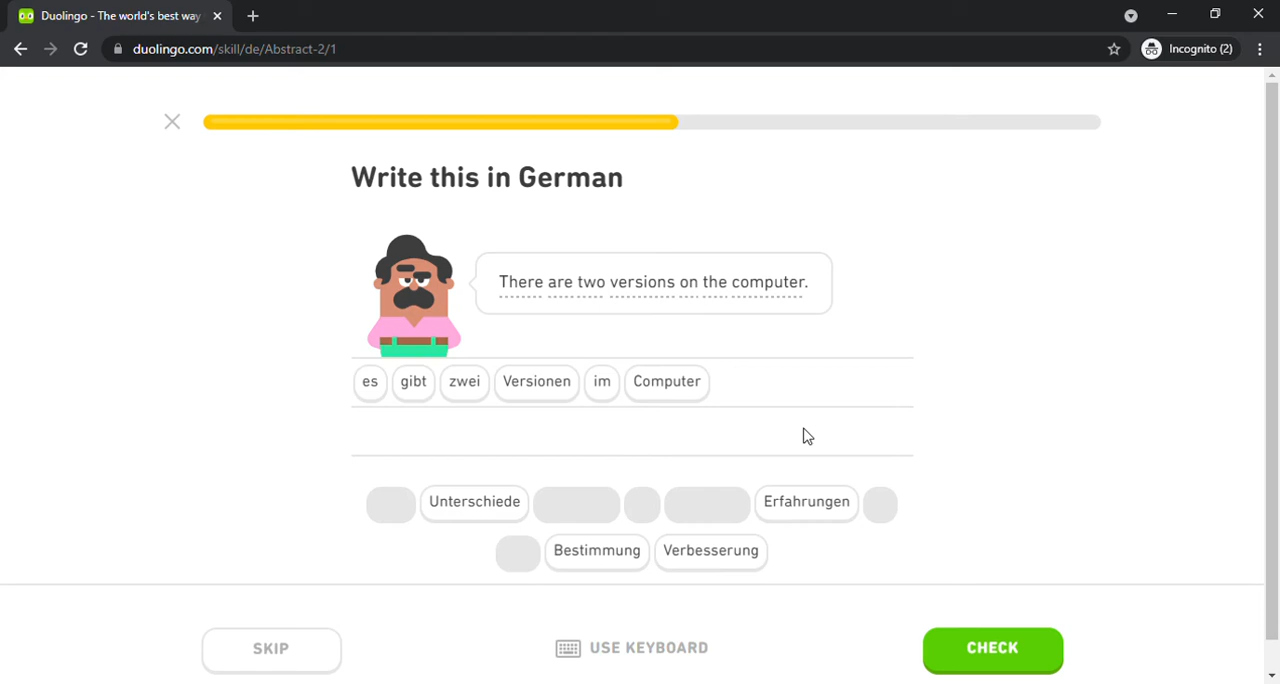 Duolingo - The world's best way
duolingo.com/skill/de/Abstract-2/1
Incognito (2)
Write this in German
There are two versions on the computer.
es gibt zwei Versionen im Computer
Unterschiede Erfahrungen
Bestimmung Verbesserung
SKIP USE KEYBOARD CHECK